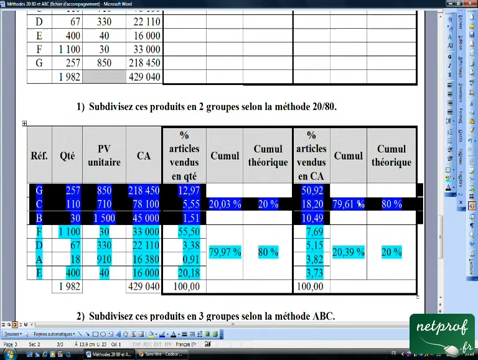 Méthodes 20 80 et ABC [fichier d'accompagnement] - Microsoft Word
D 67 330 22 110
E 400 40 16 000
F 1 100 30 33 000
G 257 850 218 450
1 982 429 040
1) Subdivisez ces produits en 2 groupes selon la méthode 20/80.
Réf. Qté PV unitaire CA % articles vendus en qté Cumul Cumul théorique % articles vendus en CA Cumul Cumul théorique
G 257 850 218 450 12,97 50,92
C 110 710 78 100 5,55 20,03 % 20 % 18,20 79,61 % 80 %
B 30 1 500 45 000 1,51 10,49
F 1 100 30 33 000 55,50 7,69
D 67 330 22 110 3,38 79,97 % 80 % 5,15 20,39 % 20 %
A 18 910 16 380 0,91 3,82
E 400 40 16 000 20,18 3,73
1 982 429 040 100,00 100,00
2) Subdivisez ces produits en 3 groupes selon la méthode ABC.
Dessiner Formes automatiques
Page 3 Sec 2
netprof
.fr